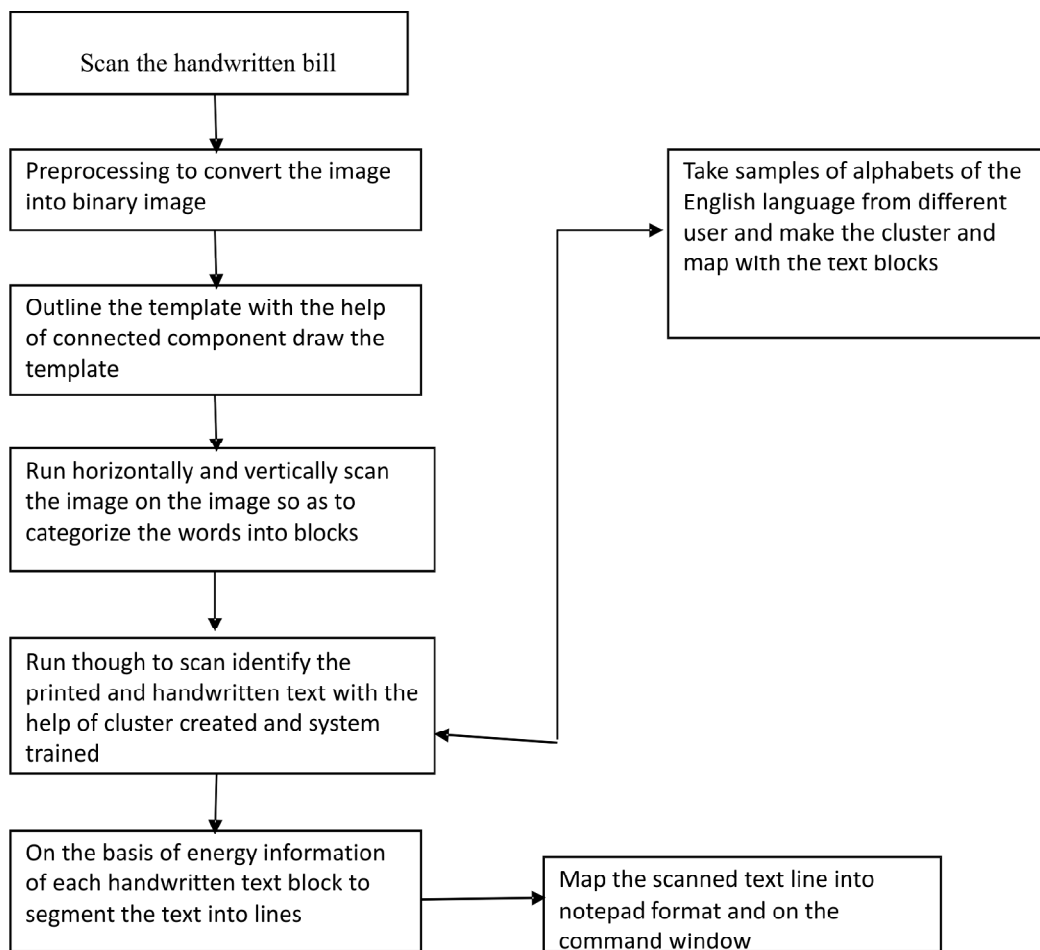 Scan the handwritten bill
Preprocessing to convert the image
into binary image
Outline the template with the help
of connected component draw the
template
Run horizontally and vertically scan
the image on the image so as to
categorize the words into blocks
Run though to scan identify the
printed and handwritten text with the
help of cluster created and system
trained
On the basis of energy information
of each handwritten text block to
segment the text into lines
Take samples of alphabets of the
English language from different
user and make the cluster and
map with the text blocks
Map the scanned text line into
notepad format and on the
command window